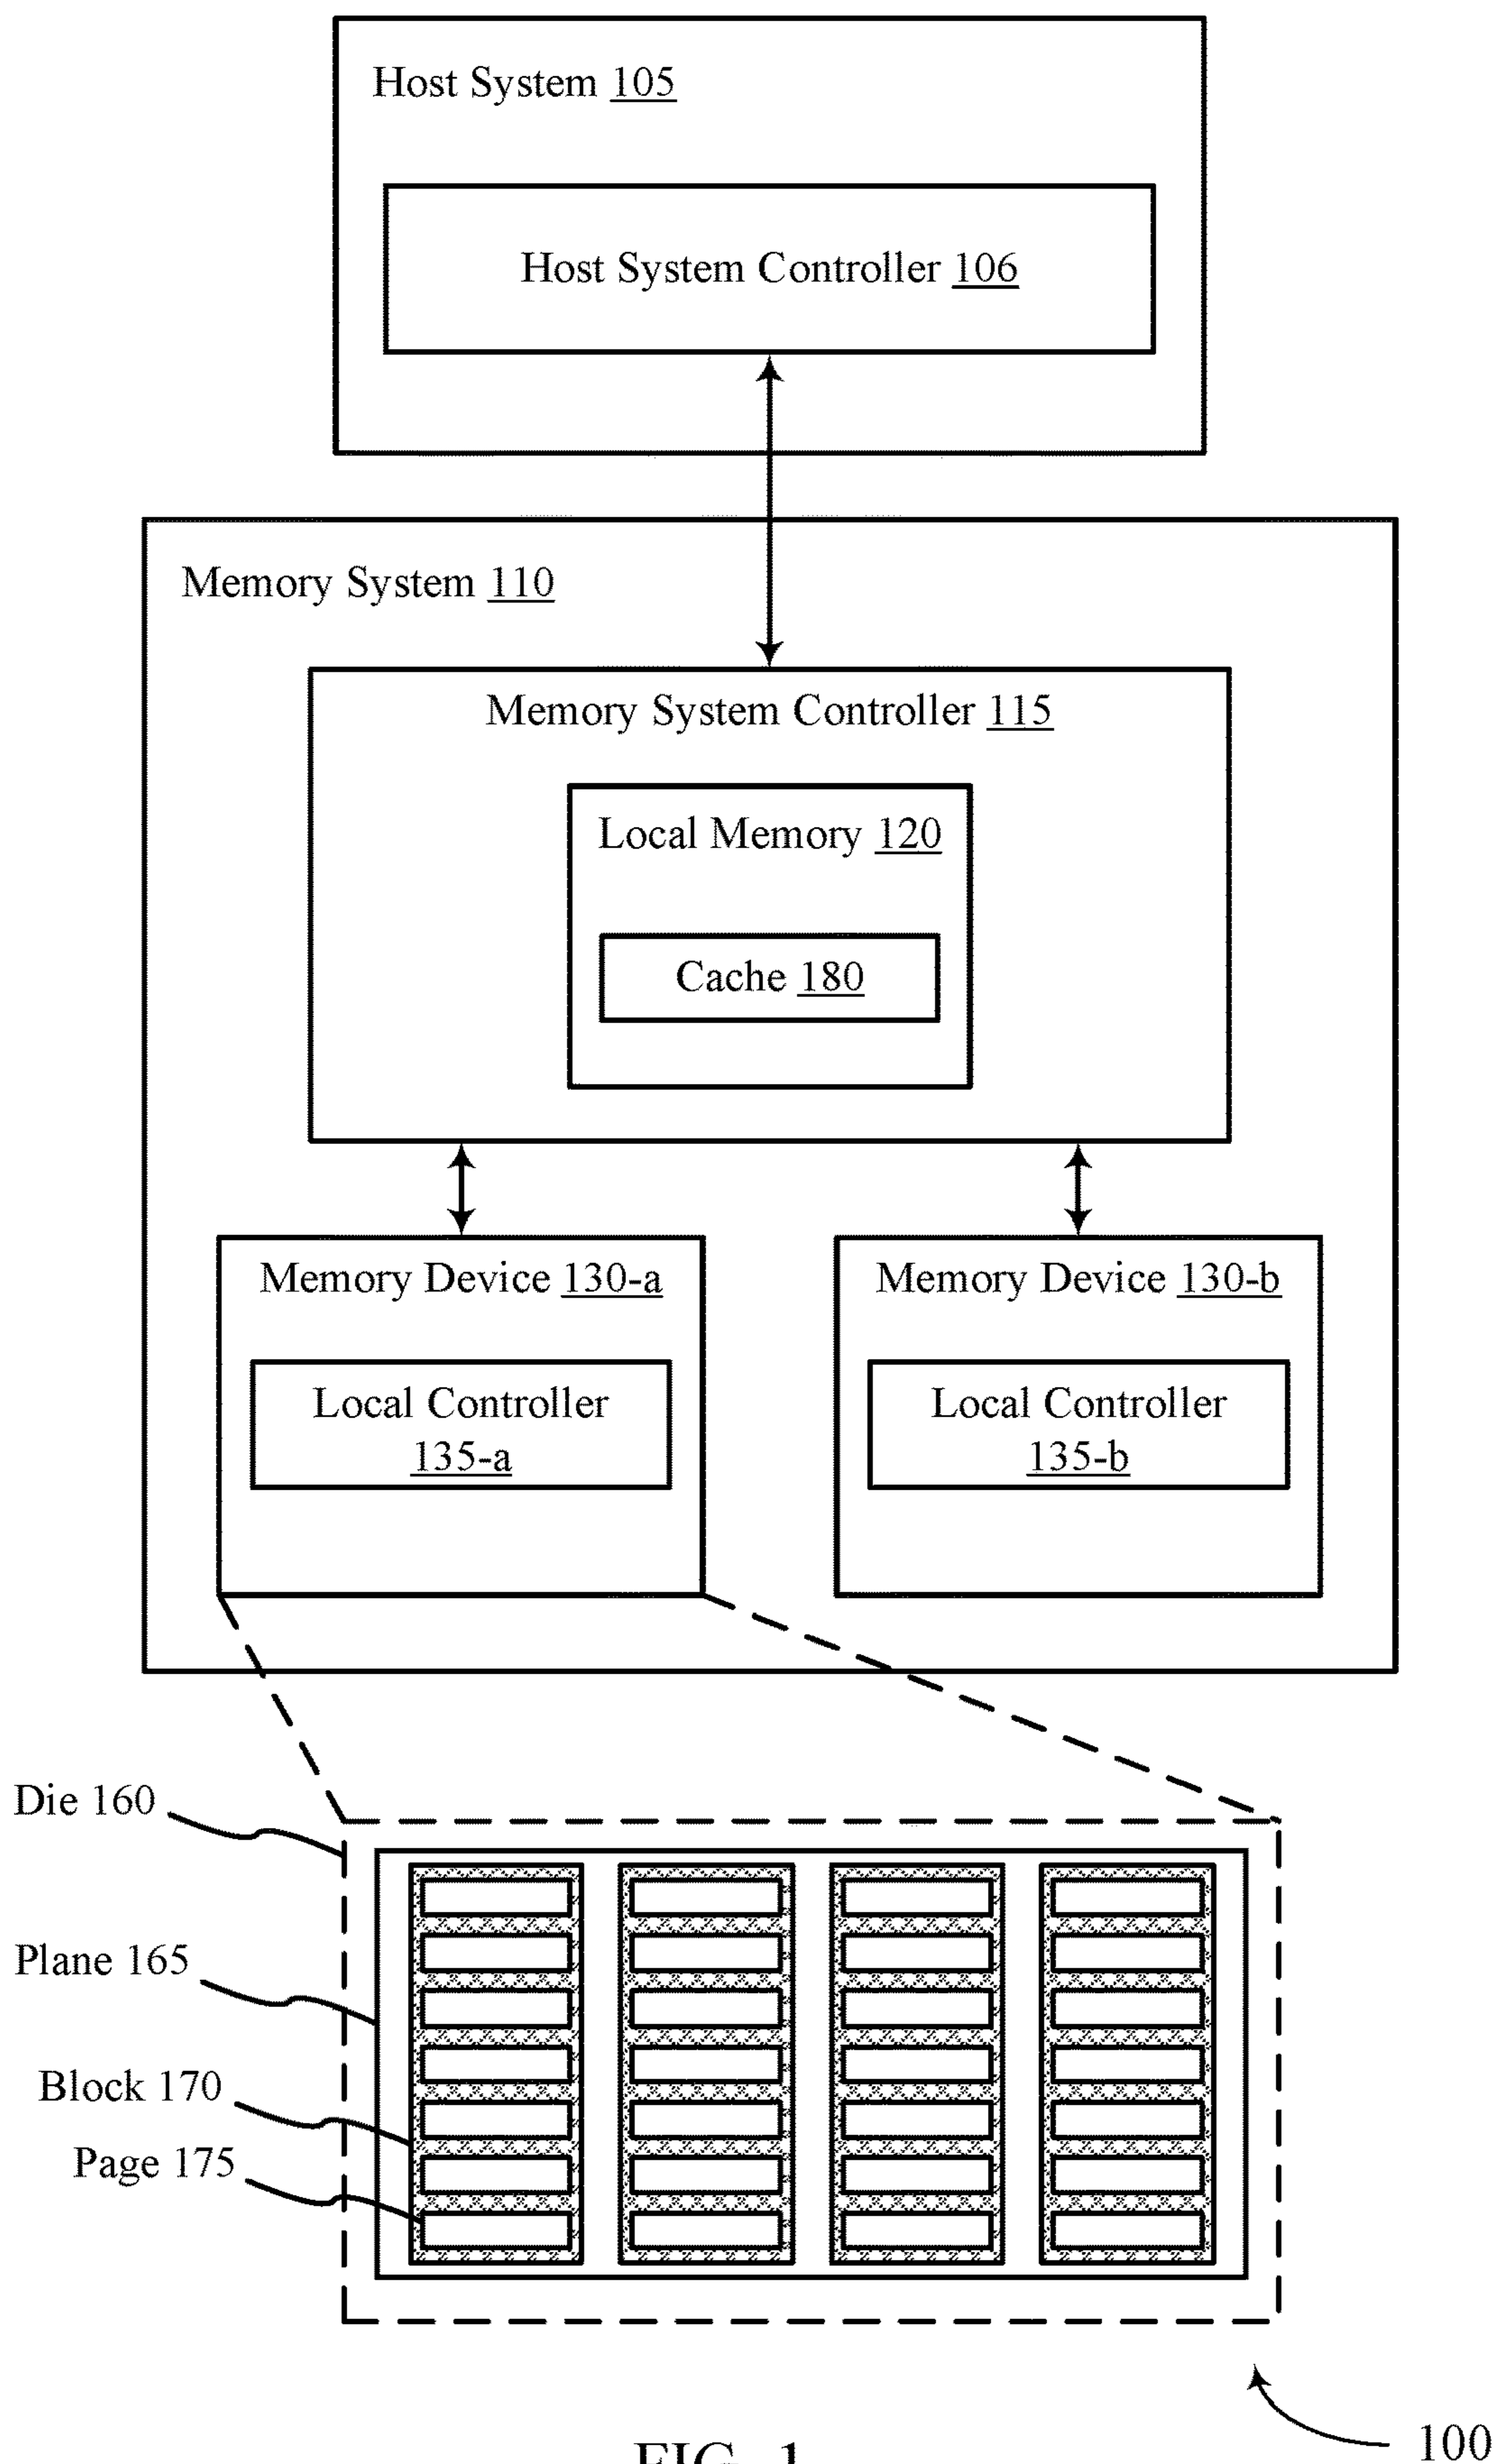 Host System 105
Host System Controller 106
Memory System 110
Memory System Controller 115
Local Memory 120
Cache 180
Memory Device 130-a
Local Controller
135-a
Memory Device 130-b
Local Controller
135-b
Die 160
Plane 165
Block 170
Page 175
100
FIG. 1